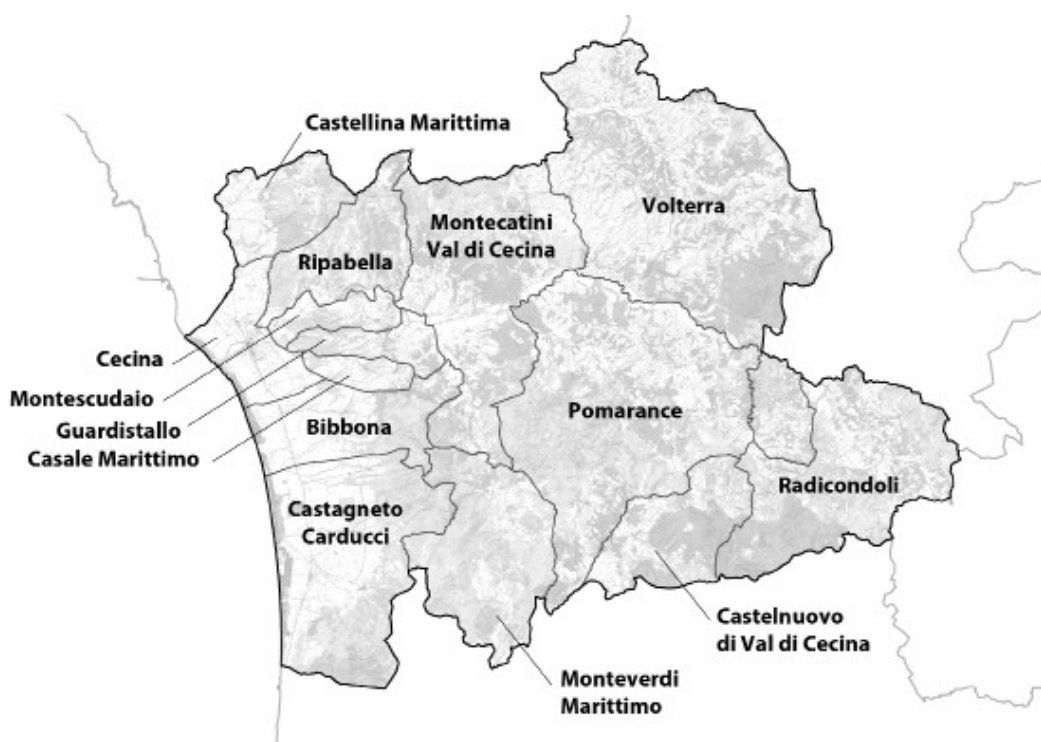 Castellina Marittima
Volterra
Montecatini
Val di Cecina
Ripabella
Cecina
Montescudaio
Guardistallo
Casale Marittimo
Bibbona
Pomarance
Radicondoli
Castagneto
Carducci
Castelnuovo
di Val di Cecina
Monteverdi
Marittimo